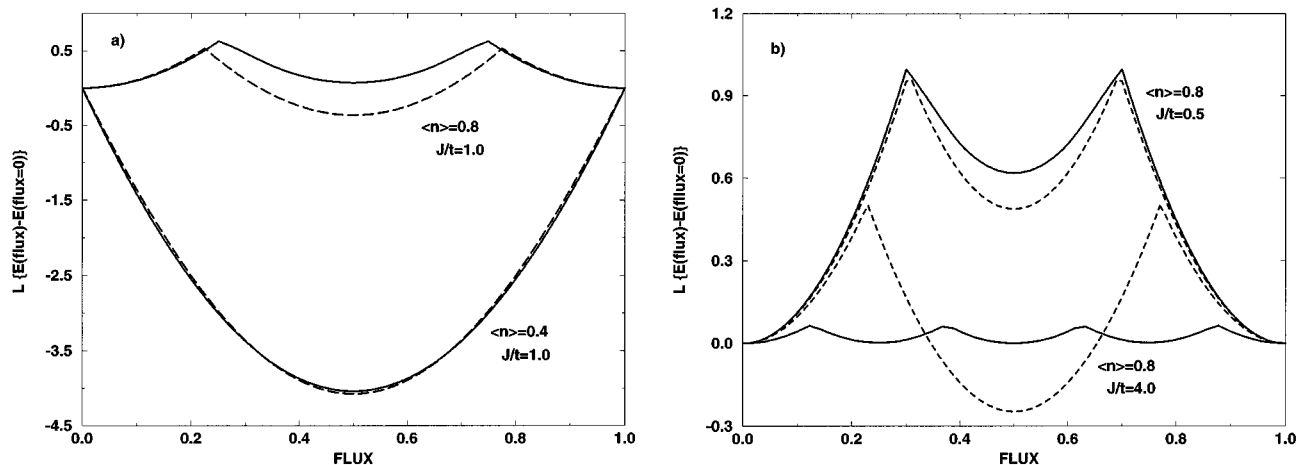 a)
0.5
-0.5
-1.5
-2.5
-3.5
-4.5
L {E(flux)-E(fllux=0)}
<n>=0.8
J/t=1.0
<n>=0.4
J/t=1.0
0.0
0.2
0.4
0.6
0.8
1.0
FLUX
b)
1.2
0.9
0.6
0.3
0.0
-0.3
L {E(flux)-E(flux=0)}
<n>=0.8
J/t=0.5
<n>=0.8
J/t=4.0
0.0
0.2
0.4
0.6
0.8
1.0
FLUX